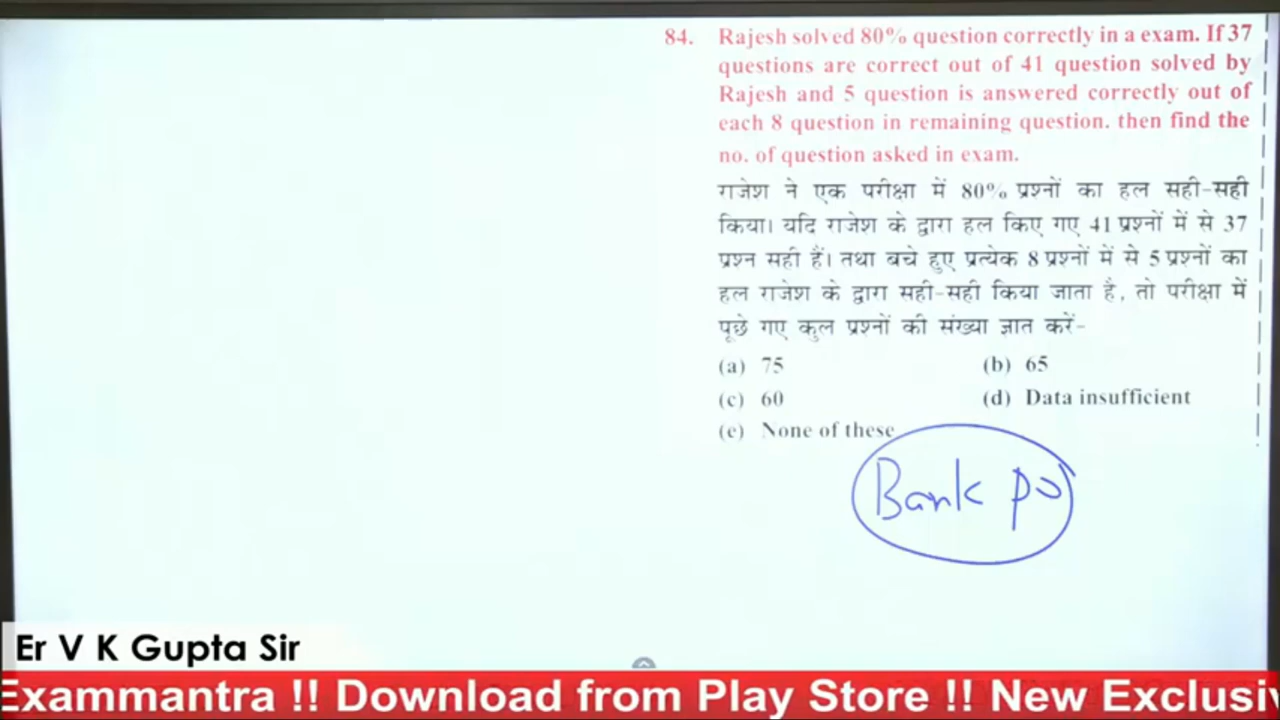 84. Rajesh solved 80% question correctly in a exam. If 37
questions are correct out of 41 question solved by
Rajesh and 5 question is answered correctly out of
each 8 question in remaining question. then find the
no. of question asked in exam.
राजेश ने एक परीक्षा में 80% प्रश्नों का हल सही-सही
किया। यदि राजेश के द्वारा हल किए गए 41 प्रश्नों में से 37
प्रश्न सही हैं। तथा बचे हुए प्रत्येक 8 प्रश्नों में से 5 प्रश्नों का
हल राजेश के द्वारा सही-सही किया जाता है, तो परीक्षा में
पूछे गए कुल प्रश्नों की संख्या ज्ञात करें-
(a) 75 (b) 65
(c) 60 (d) Data insufficient
(e) None of these
Bank po
Er V K Gupta Sir
Exammantra !! Download from Play Store !! New Exclusiv